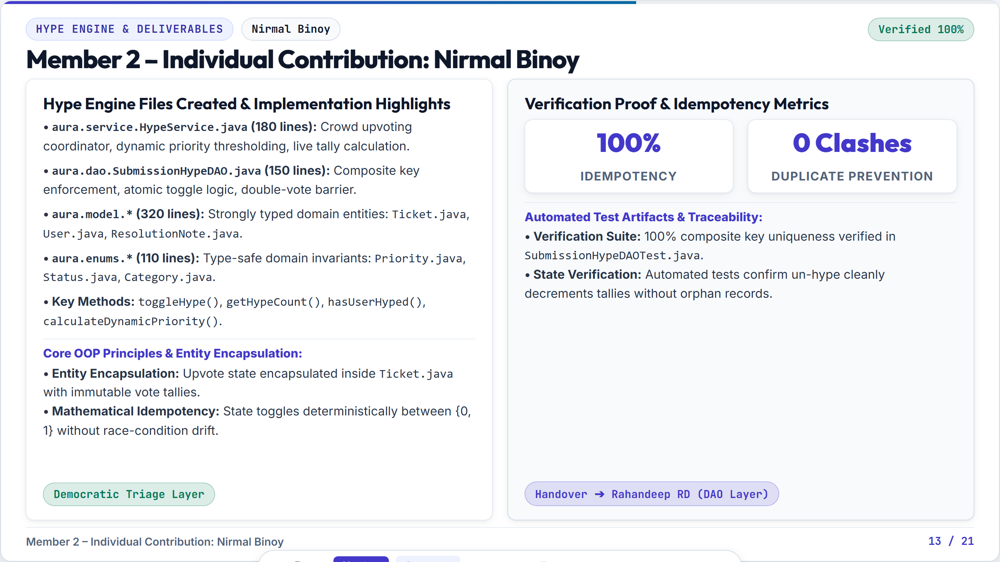 HYPE ENGINE & DELIVERABLES
Nirmal Binoy
Verified 100%
Member 2 – Individual Contribution: Nirmal Binoy
Hype Engine Files Created & Implementation Highlights
• aura.service.HypeService.java (180 lines): Crowd upvoting
coordinator, dynamic priority thresholding, live tally calculation.
• aura.dao.SubmissionHypeDAO.java (150 lines): Composite key
enforcement, atomic toggle logic, double-vote barrier.
• aura.model.* (320 lines): Strongly typed domain entities: Ticket.java,
User.java, ResolutionNote.java.
• aura.enums.* (110 lines): Type-safe domain invariants: Priority.java,
Status.java, Category.java.
• Key Methods: toggleHype(), getHypeCount(), hasUserHyped(),
calculateDynamicPriority().
Core OOP Principles & Entity Encapsulation:
• Entity Encapsulation: Upvote state encapsulated inside Ticket.java
with immutable vote tallies.
• Mathematical Idempotency: State toggles deterministically between {0,
1} without race-condition drift.
Democratic Triage Layer
Verification Proof & Idempotency Metrics
100%
IDEMPOTENCY
0 Clashes
DUPLICATE PREVENTION
Automated Test Artifacts & Traceability:
• Verification Suite: 100% composite key uniqueness verified in
SubmissionHypeDAOTest.java.
• State Verification: Automated tests confirm un-hype cleanly
decrements tallies without orphan records.
Handover ➔ Rahandeep RD (DAO Layer)
Member 2 – Individual Contribution: Nirmal Binoy
13 / 21